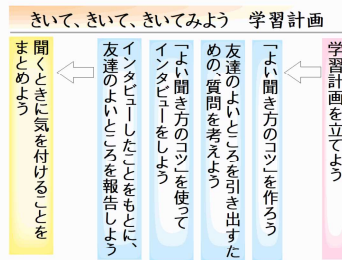 きいて、きいて、きいてみよう　学習計画
学習計画を立てよう
「よい聞き方のコツ」を作ろう
友達のよいところを引き出すた
めの、質問を考えよう
「よい聞き方のコツ」を使って
インタビューをしよう
インタビューしたことをもとに、
友達のよいところを報告しよう
聞くときに気を付けることを
まとめよう